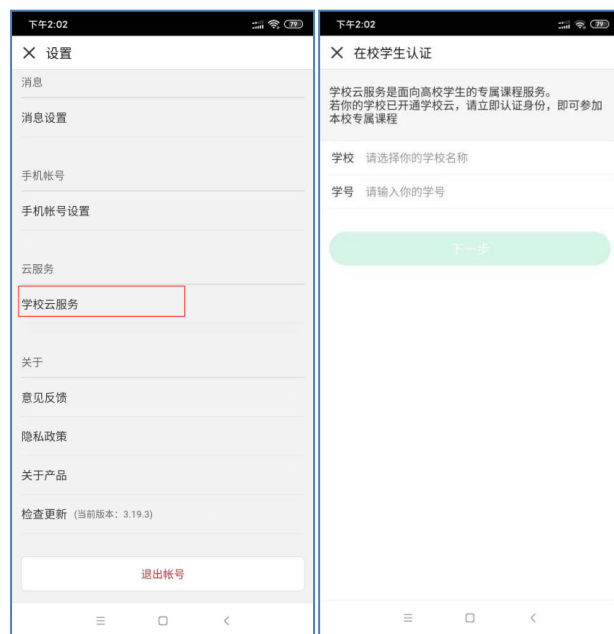 下午2:02
79
设置
消息
消息设置
手机帐号
手机帐号设置
云服务
学校云服务
关于
意见反馈
隐私政策
关于产品
检查更新 (当前版本：3.19.3)
退出帐号
下午2:02
79
在校学生认证
学校云服务是面向高校学生的专属课程服务。
若你的学校已开通学校云，请立即认证身份，即可参加
本校专属课程
学校 请选择你的学校名称
学号 请输入你的学号
下一步